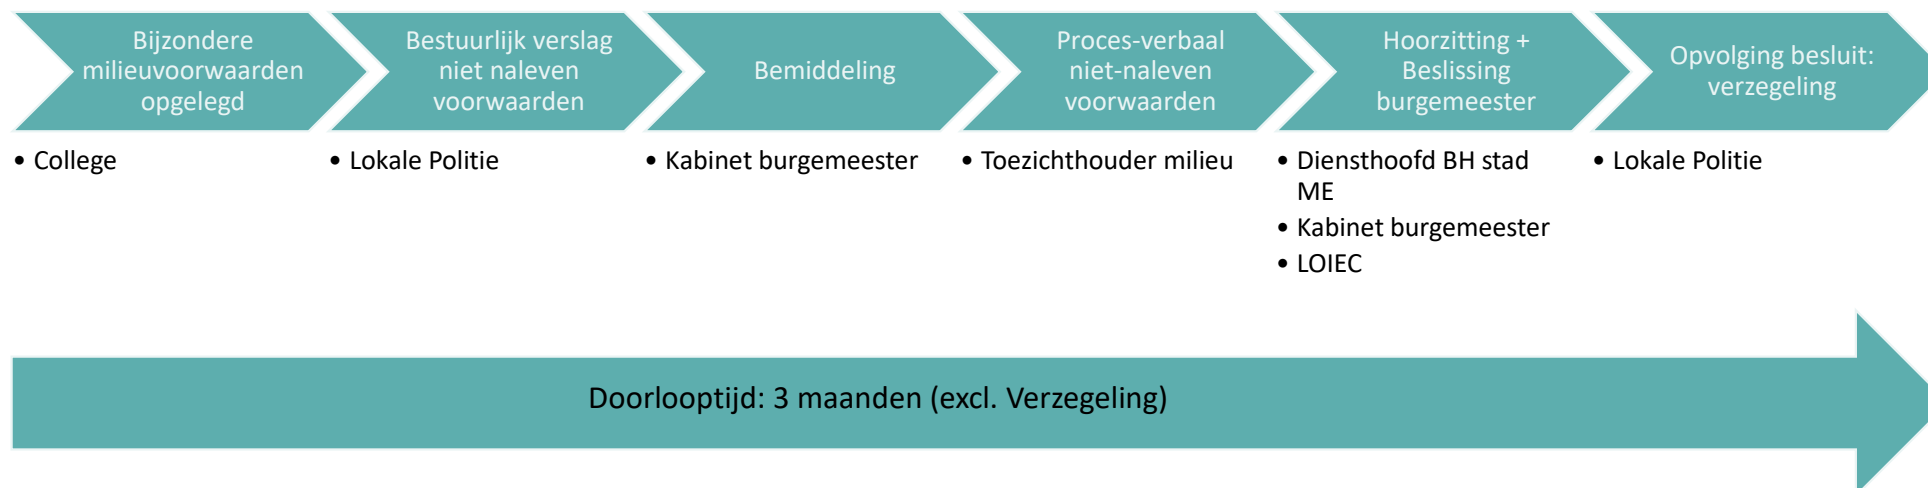 Bijzondere
milieuvoorwaarden
opgelegd
• College
Bestuurlijk verslag
niet naleven
voorwaarden
• Lokale Politie
Bemiddeling
• Kabinet burgemeester
Proces-verbaal
niet-naleven
voorwaarden
• Toezichthouder milieu
Hoorzitting +
Beslissing
burgemeester
• Diensthoofd BH stad
ME
• Kabinet burgemeester
• LOIEC
Opvolging besluit:
verzegeling
• Lokale Politie
Doorlooptijd: 3 maanden (excl. Verzegeling)